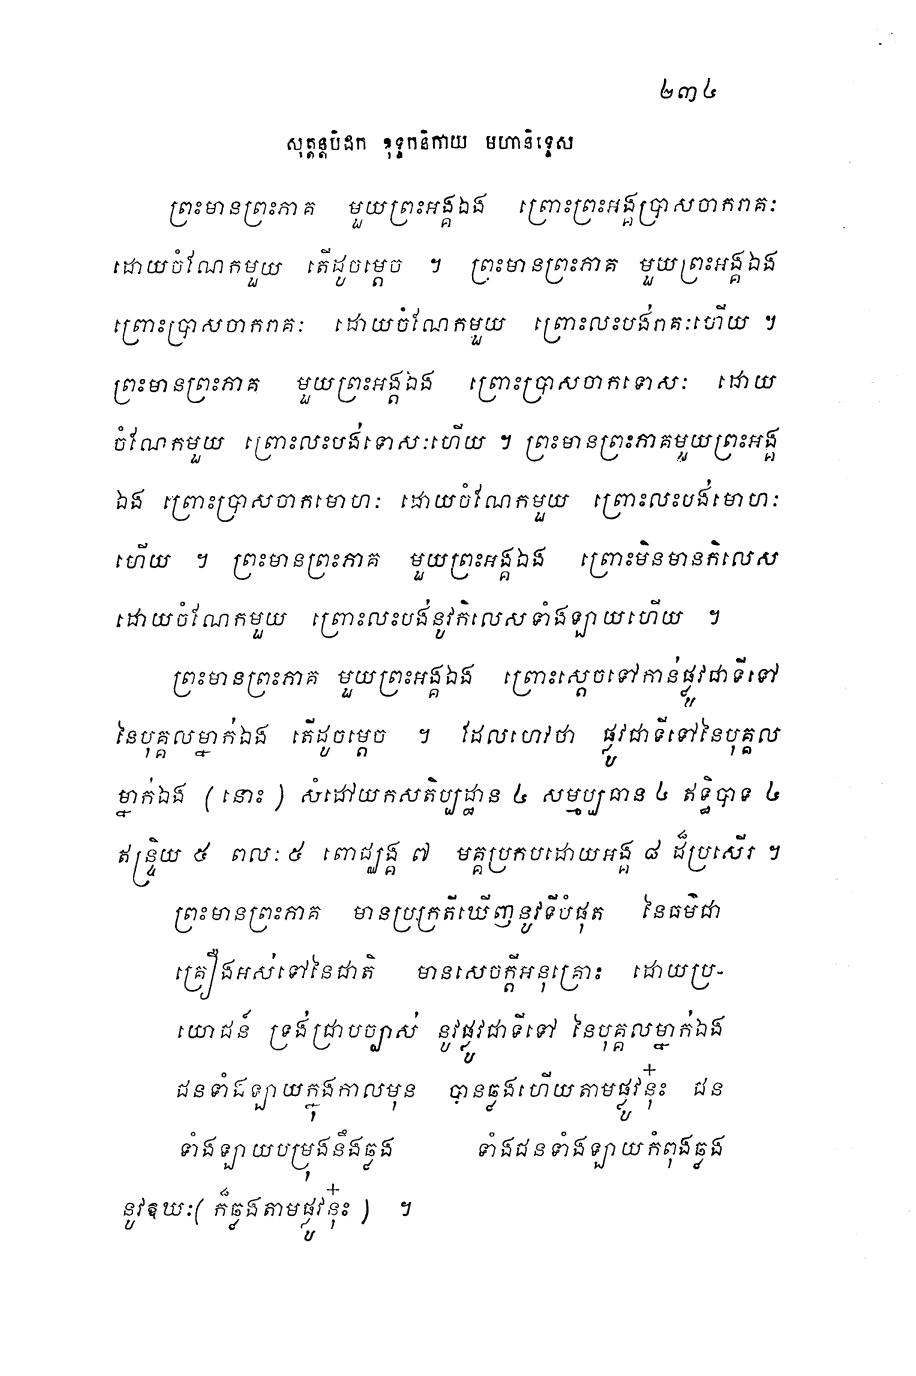 ២៣៤
សុត្តន្តបិដក ខុទ្ទកនិកាយ មហានិទ្ទេស
ព្រះមានព្រះភាគ មួយព្រះអង្គឯង ព្រោះព្រះអង្គប្រាសចាករាគៈ
ដោយចំណែកមួយ តើដូចម្តេច ។ ព្រះមានព្រះភាគ មួយព្រះអង្គឯង
ព្រោះប្រាសចាករាគៈ ដោយចំណែកមួយ ព្រោះលះបង់រាគៈហើយ ។
ព្រះមានព្រះភាគ មួយព្រះអង្គឯង ព្រោះប្រាសចាកទោសៈ ដោយ
ចំណែកមួយ ព្រោះលះបង់ទោសៈហើយ ។ ព្រះមានព្រះភាគមួយព្រះអង្គ
ឯង ព្រោះប្រាសចាកមោហៈ ដោយចំណែកមួយ ព្រោះលះបង់មោហៈ
ហើយ ។ ព្រះមានព្រះភាគ មួយព្រះអង្គឯង ព្រោះមិនមានកិលេស
ដោយចំណែកមួយ ព្រោះលះបង់នូវកិលេសទាំងឡាយហើយ ។
ព្រះមានព្រះភាគ មួយព្រះអង្គឯង ព្រោះស្តេចទៅកាន់ផ្លូវជាទីទៅ
នៃបុគ្គលម្នាក់ឯង តើដូចម្តេច ។ ដែលហៅថា ផ្លូវជាទីទៅនៃបុគ្គល
ម្នាក់ឯង (នោះ) សំដៅយកសតិប្បដ្ឋាន ៤ សម្មប្បធាន ៤ ឥទ្ធិបាទ ៤
ឥន្ទ្រិយ ៥ ពលៈ ៥ ពោជ្ឈង្គ ៧ មគ្គប្រកបដោយអង្គ ៨ ដ៏ប្រសើរ ។
ព្រះមានព្រះភាគ មានប្រក្រតីឃើញនូវទីបំផុត នៃធម៌ជា
គ្រឿងអស់ទៅនៃជាតិ មានសេចក្តីអនុគ្រោះ ដោយប្រ-
យោជន៍ ទ្រង់ជ្រាបច្បាស់ នូវផ្លូវជាទីទៅ នៃបុគ្គលម្នាក់ឯង
ជនទាំងឡាយក្នុងកាលមុន បានឆ្លងហើយតាមផ្លូវនុ៎ះ ជន
ទាំងឡាយបម្រុងនឹងឆ្លង ទាំងជនទាំងឡាយកំពុងឆ្លង
នូវឱឃៈ( ក៏ឆ្លងតាមផ្លូវនុ៎ះ ) ។